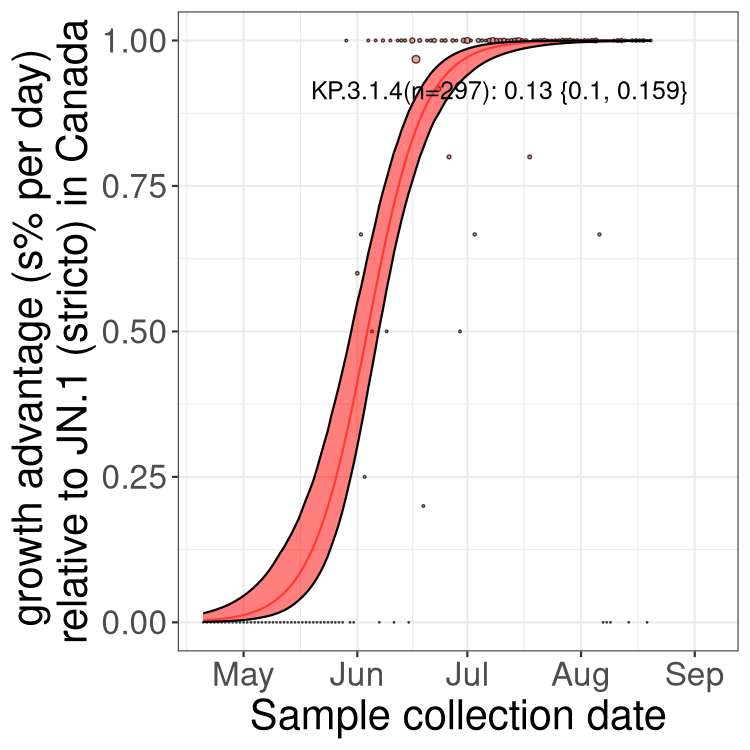 growth advantage (s% per day)
relative to JN.1 (stricto) in Canada
1.00
0.75
0.50
0.25
0.00
KP.3.1.4(n=297): 0.13 {0.1, 0.159}
May Jun Jul Aug Sep
Sample collection date